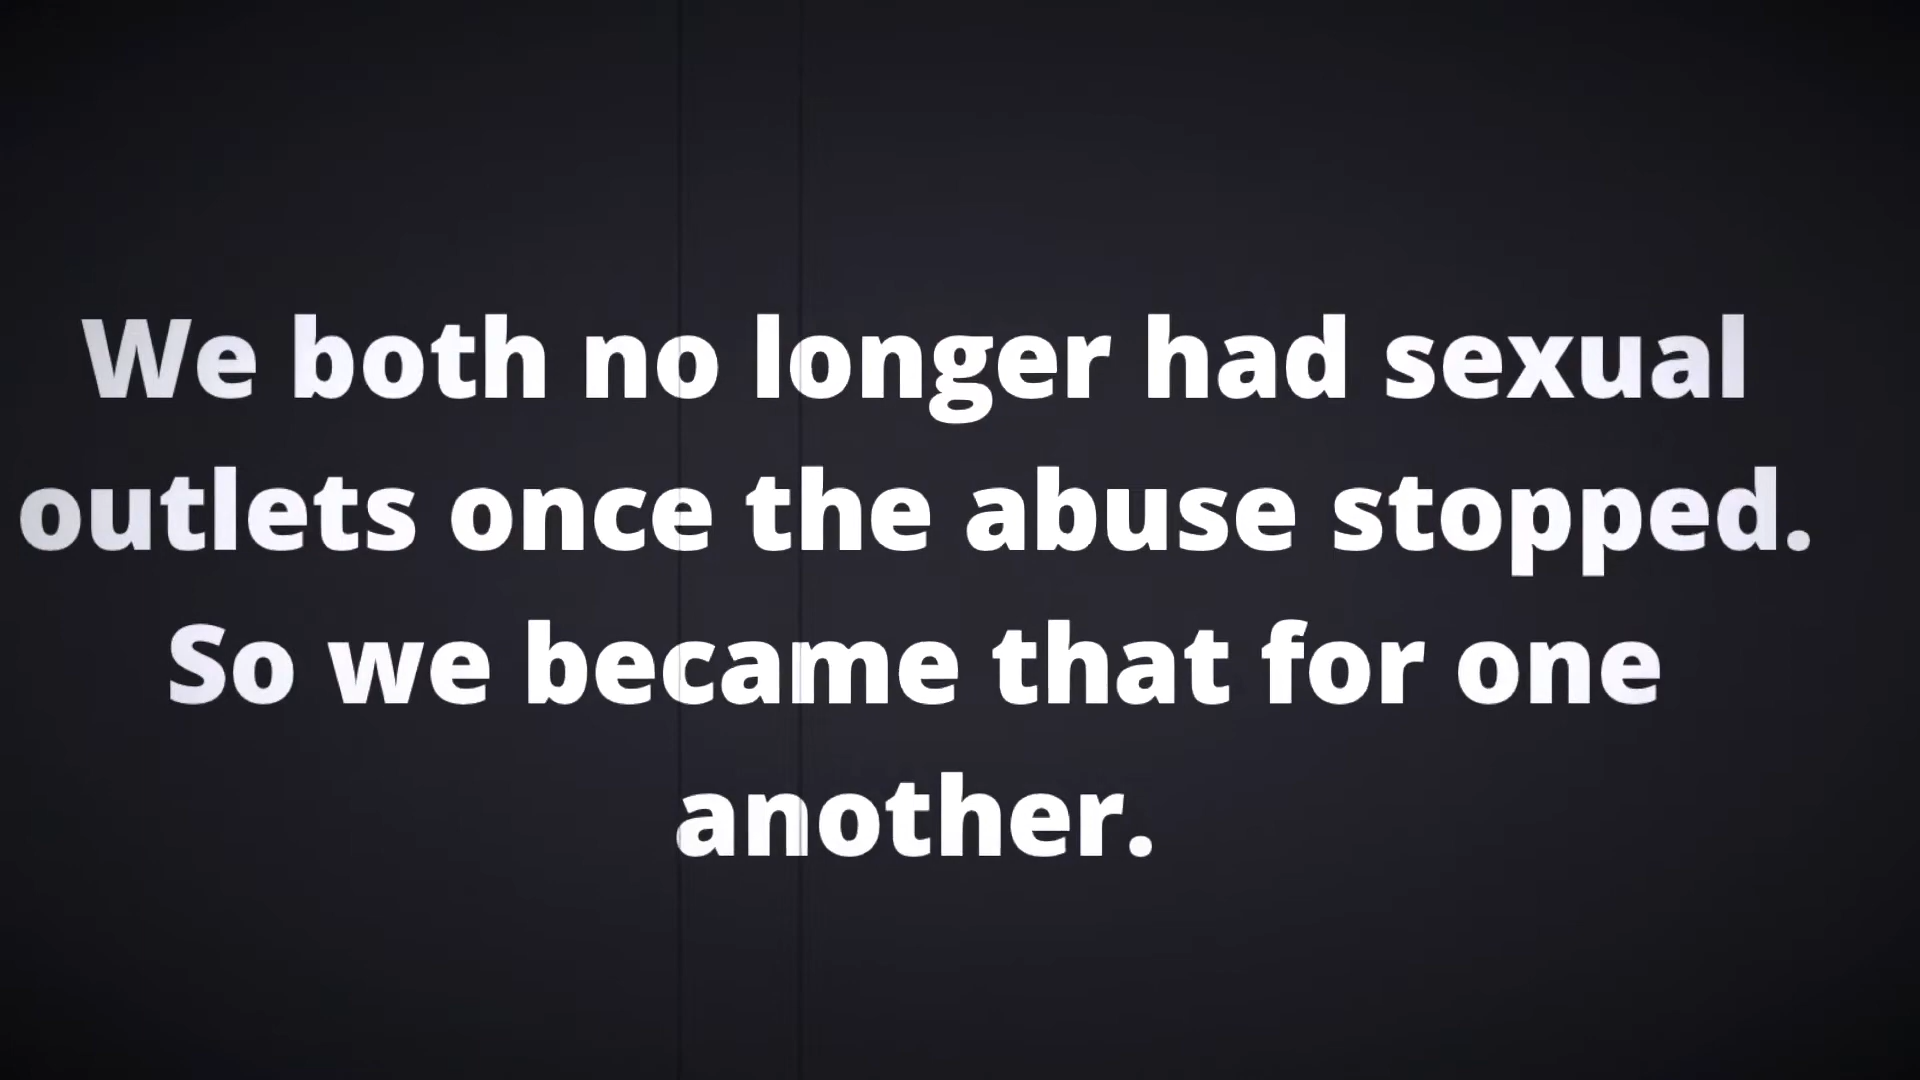 We both no longer had sexual
outlets once the abuse stopped.
So we became that for one
another.